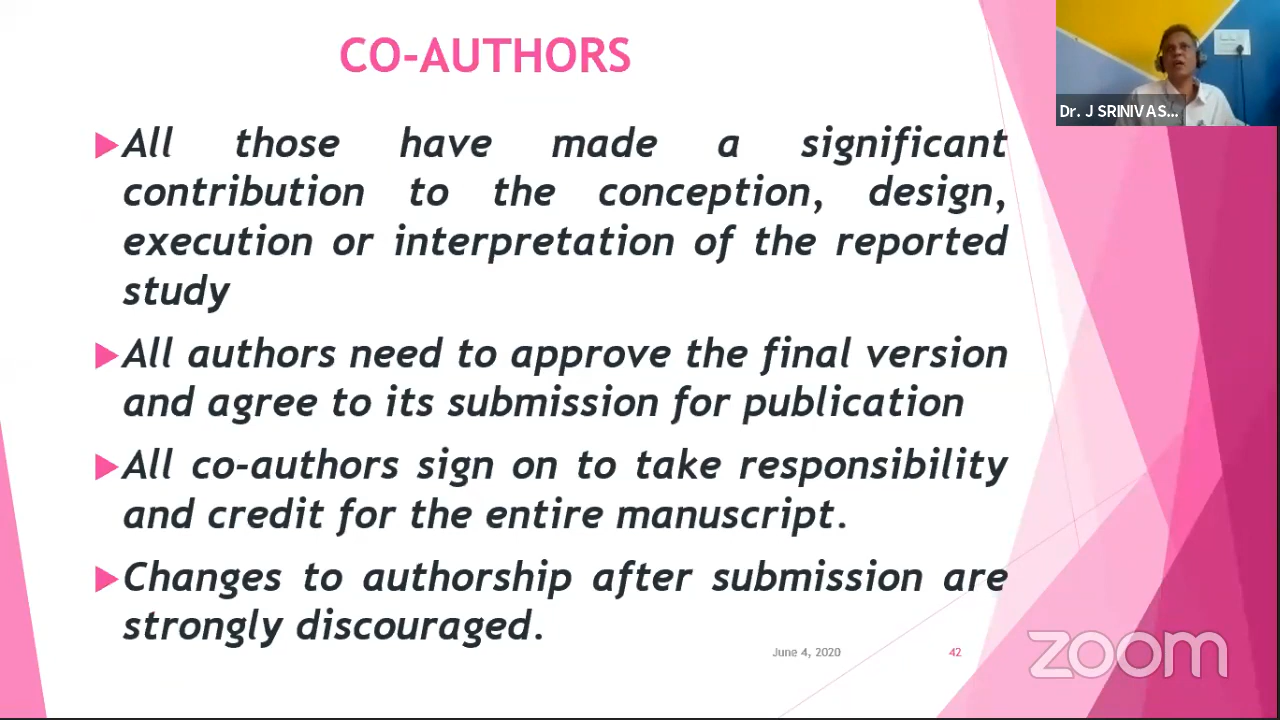 CO-AUTHORS
All those have made a significant
contribution to the conception, design,
execution or interpretation of the reported
study
All authors need to approve the final version
and agree to its submission for publication
All co-authors sign on to take responsibility
and credit for the entire manuscript.
Changes to authorship after submission are
strongly discouraged.
June 4, 2020
42
Dr. J SRINIVAS...
zoom